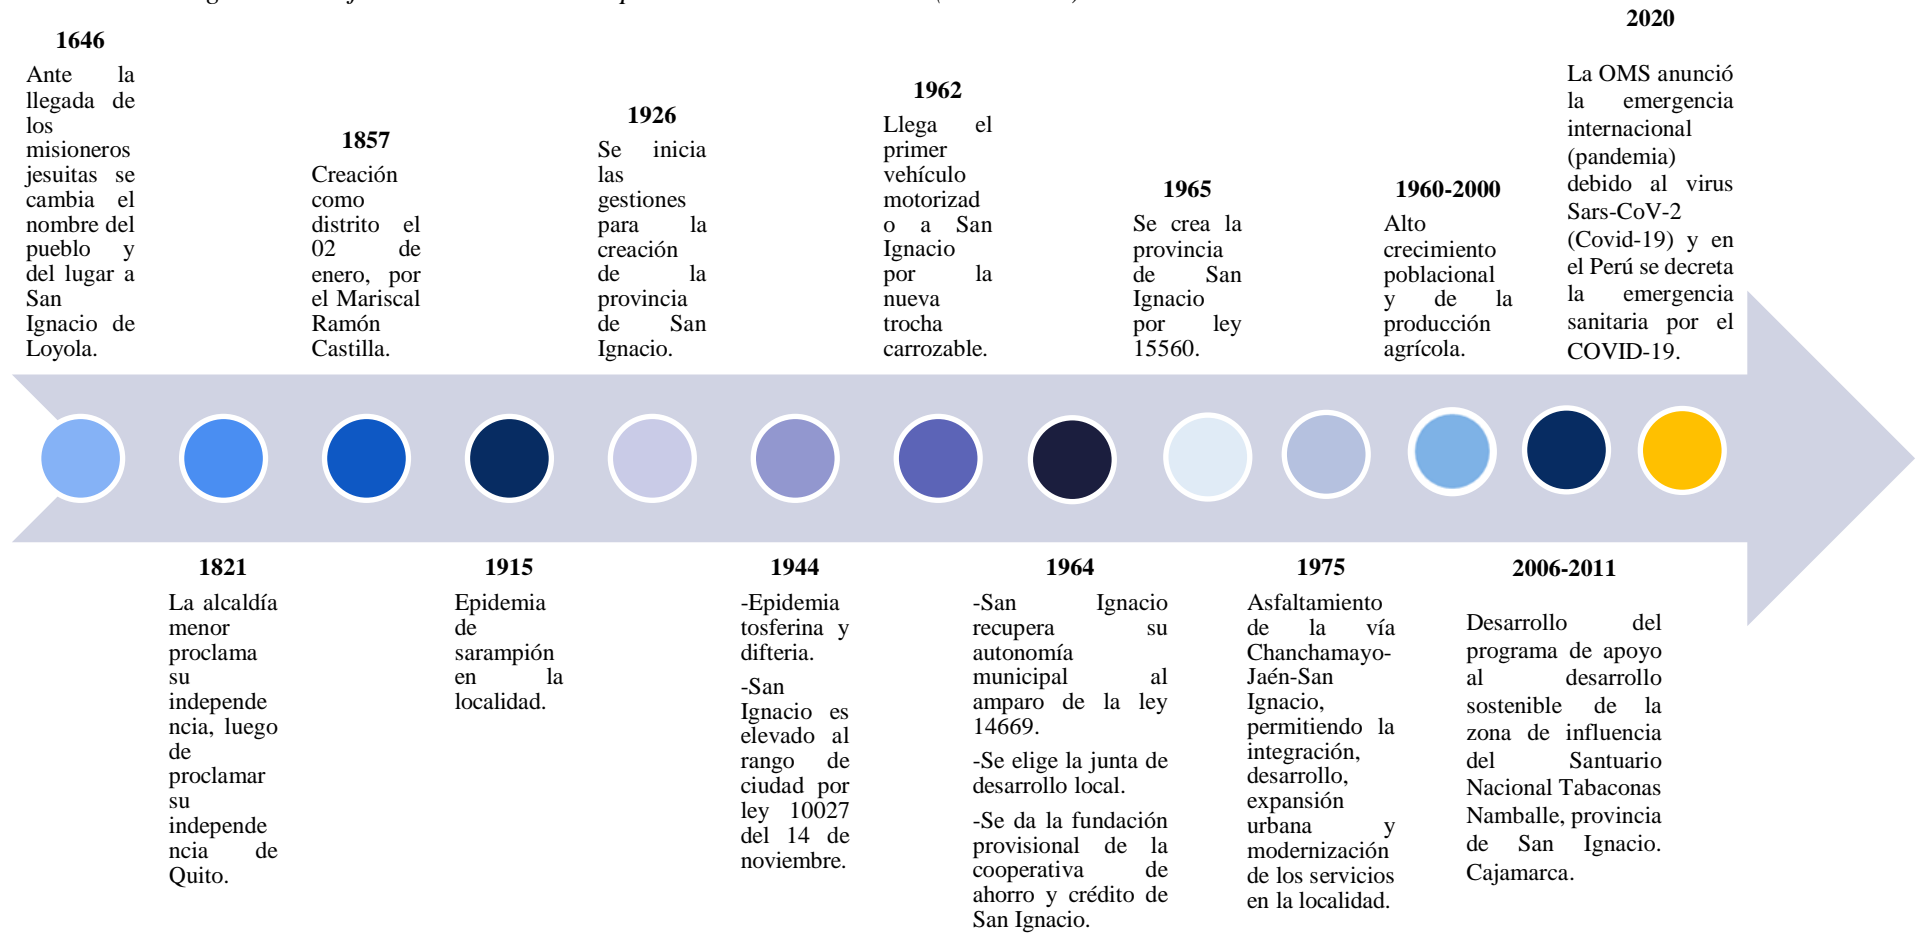 1646
Ante la
llegada de
los
misioneros
jesuitas se
cambia el
nombre del
pueblo y
del lugar a
San
Ignacio de
Loyola.
1857
Creación
como
distrito el
02 de
enero, por
el Mariscal
Ramón
Castilla.
1926
Se inicia
las
gestiones
para la
creación
de la
provincia
de San
Ignacio.
1962
Llega el
primer
vehículo
motorizad
o a San
Ignacio
por la
nueva
trocha
carrozable.
1965
Se crea la
provincia
de San
Ignacio
por ley
15560.
1960-2000
Alto
crecimiento
poblacional
y de la
producción
agrícola.
2020
La OMS anunció
la emergencia
internacional
(pandemia)
debido al virus
Sars-CoV-2
(Covid-19) y en
el Perú se decreta
la emergencia
sanitaria por el
COVID-19.
1821
La alcaldía
menor
proclama
su
independe
ncia, luego
de
proclamar
su
independe
ncia de
Quito.
1915
Epidemia
de
sarampión
en la
localidad.
1944
-Epidemia
tosferina y
difteria.
-San
Ignacio es
elevado al
rango de
ciudad por
ley 10027
del 14 de
noviembre.
1964
-San Ignacio
recupera su
autonomía
municipal al
amparo de la ley
14669.
-Se elige la junta de
desarrollo local.
-Se da la fundación
provisional de la
cooperativa de
ahorro y crédito de
San Ignacio.
1975
Asfaltamiento
de la vía
Chanchamayo-
Jaén-San
Ignacio,
permitiendo la
integración,
desarrollo,
expansión
urbana y
modernización
de los servicios
en la localidad.
2006-2011
Desarrollo del
programa de apoyo
al desarrollo
sostenible de la
zona de influencia
del Santuario
Nacional Tabaconas
Namballe, provincia
de San Ignacio.
Cajamarca.